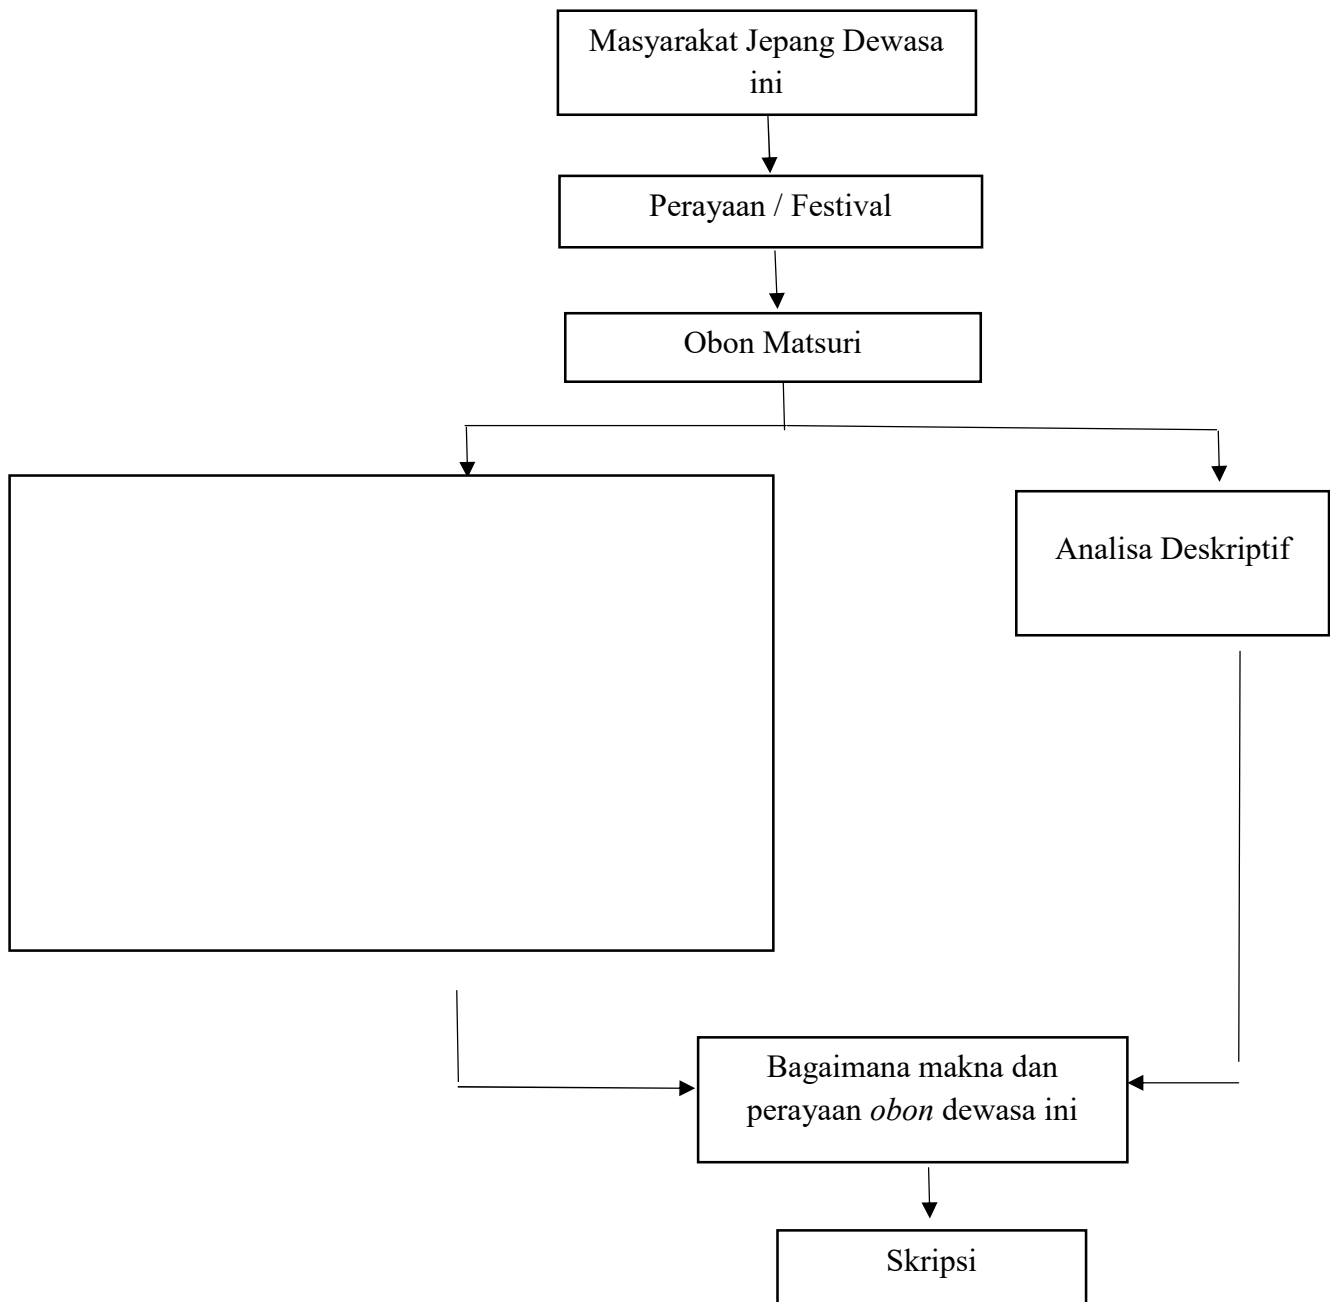 Masyarakat Jepang Dewasa
ini
Perayaan / Festival
Obon Matsuri
Analisa Deskriptif
Bagaimana makna dan
perayaan obon dewasa ini
Skripsi